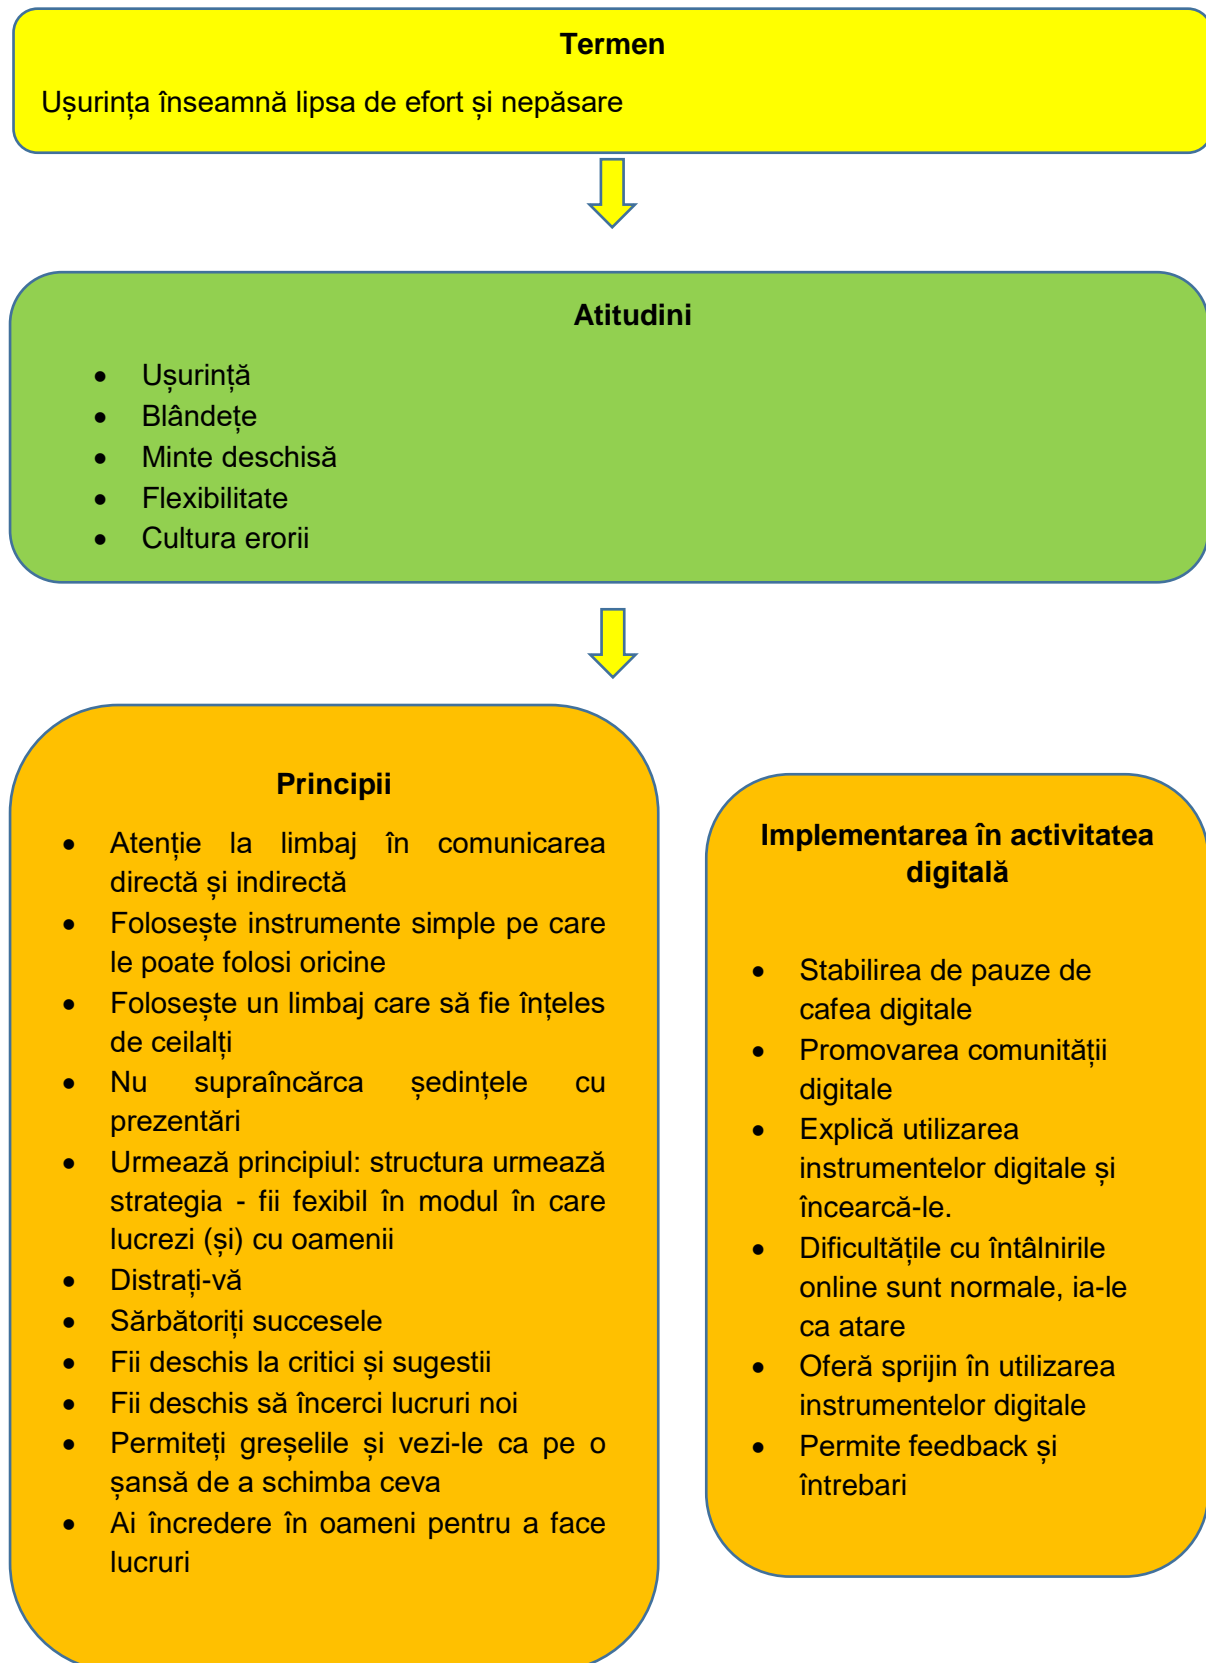 Termen
Ușurința înseamnă lipsa de efort și nepăsare
Atitudini
• Ușurință
• Blândețe
• Minte deschisă
• Flexibilitate
• Cultura erorii
Principii
• Atenție la limbaj în comunicarea
directă și indirectă
• Folosește instrumente simple pe care
le poate folosi oricine
• Folosește un limbaj care să fie înțeles
de ceilalți
• Nu supraîncărca ședințele cu
prezentări
• Urmează principiul: structura urmează
strategia - fii fexibil în modul în care
lucrezi (și) cu oamenii
• Distrați-vă
• Sărbătoriți succesele
• Fii deschis la critici și sugestii
• Fii deschis să încerci lucruri noi
• Permiteți greșelile și vezi-le ca pe o
șansă de a schimba ceva
• Ai încredere în oameni pentru a face
lucruri
Implementarea în activitatea
digitală
• Stabilirea de pauze de
cafea digitale
• Promovarea comunității
digitale
• Explică utilizarea
instrumentelor digitale și
încearcă-le.
• Dificultățile cu întâlnirile
online sunt normale, ia-le
ca atare
• Oferă sprijin în utilizarea
instrumentelor digitale
• Permite feedback și
întrebari